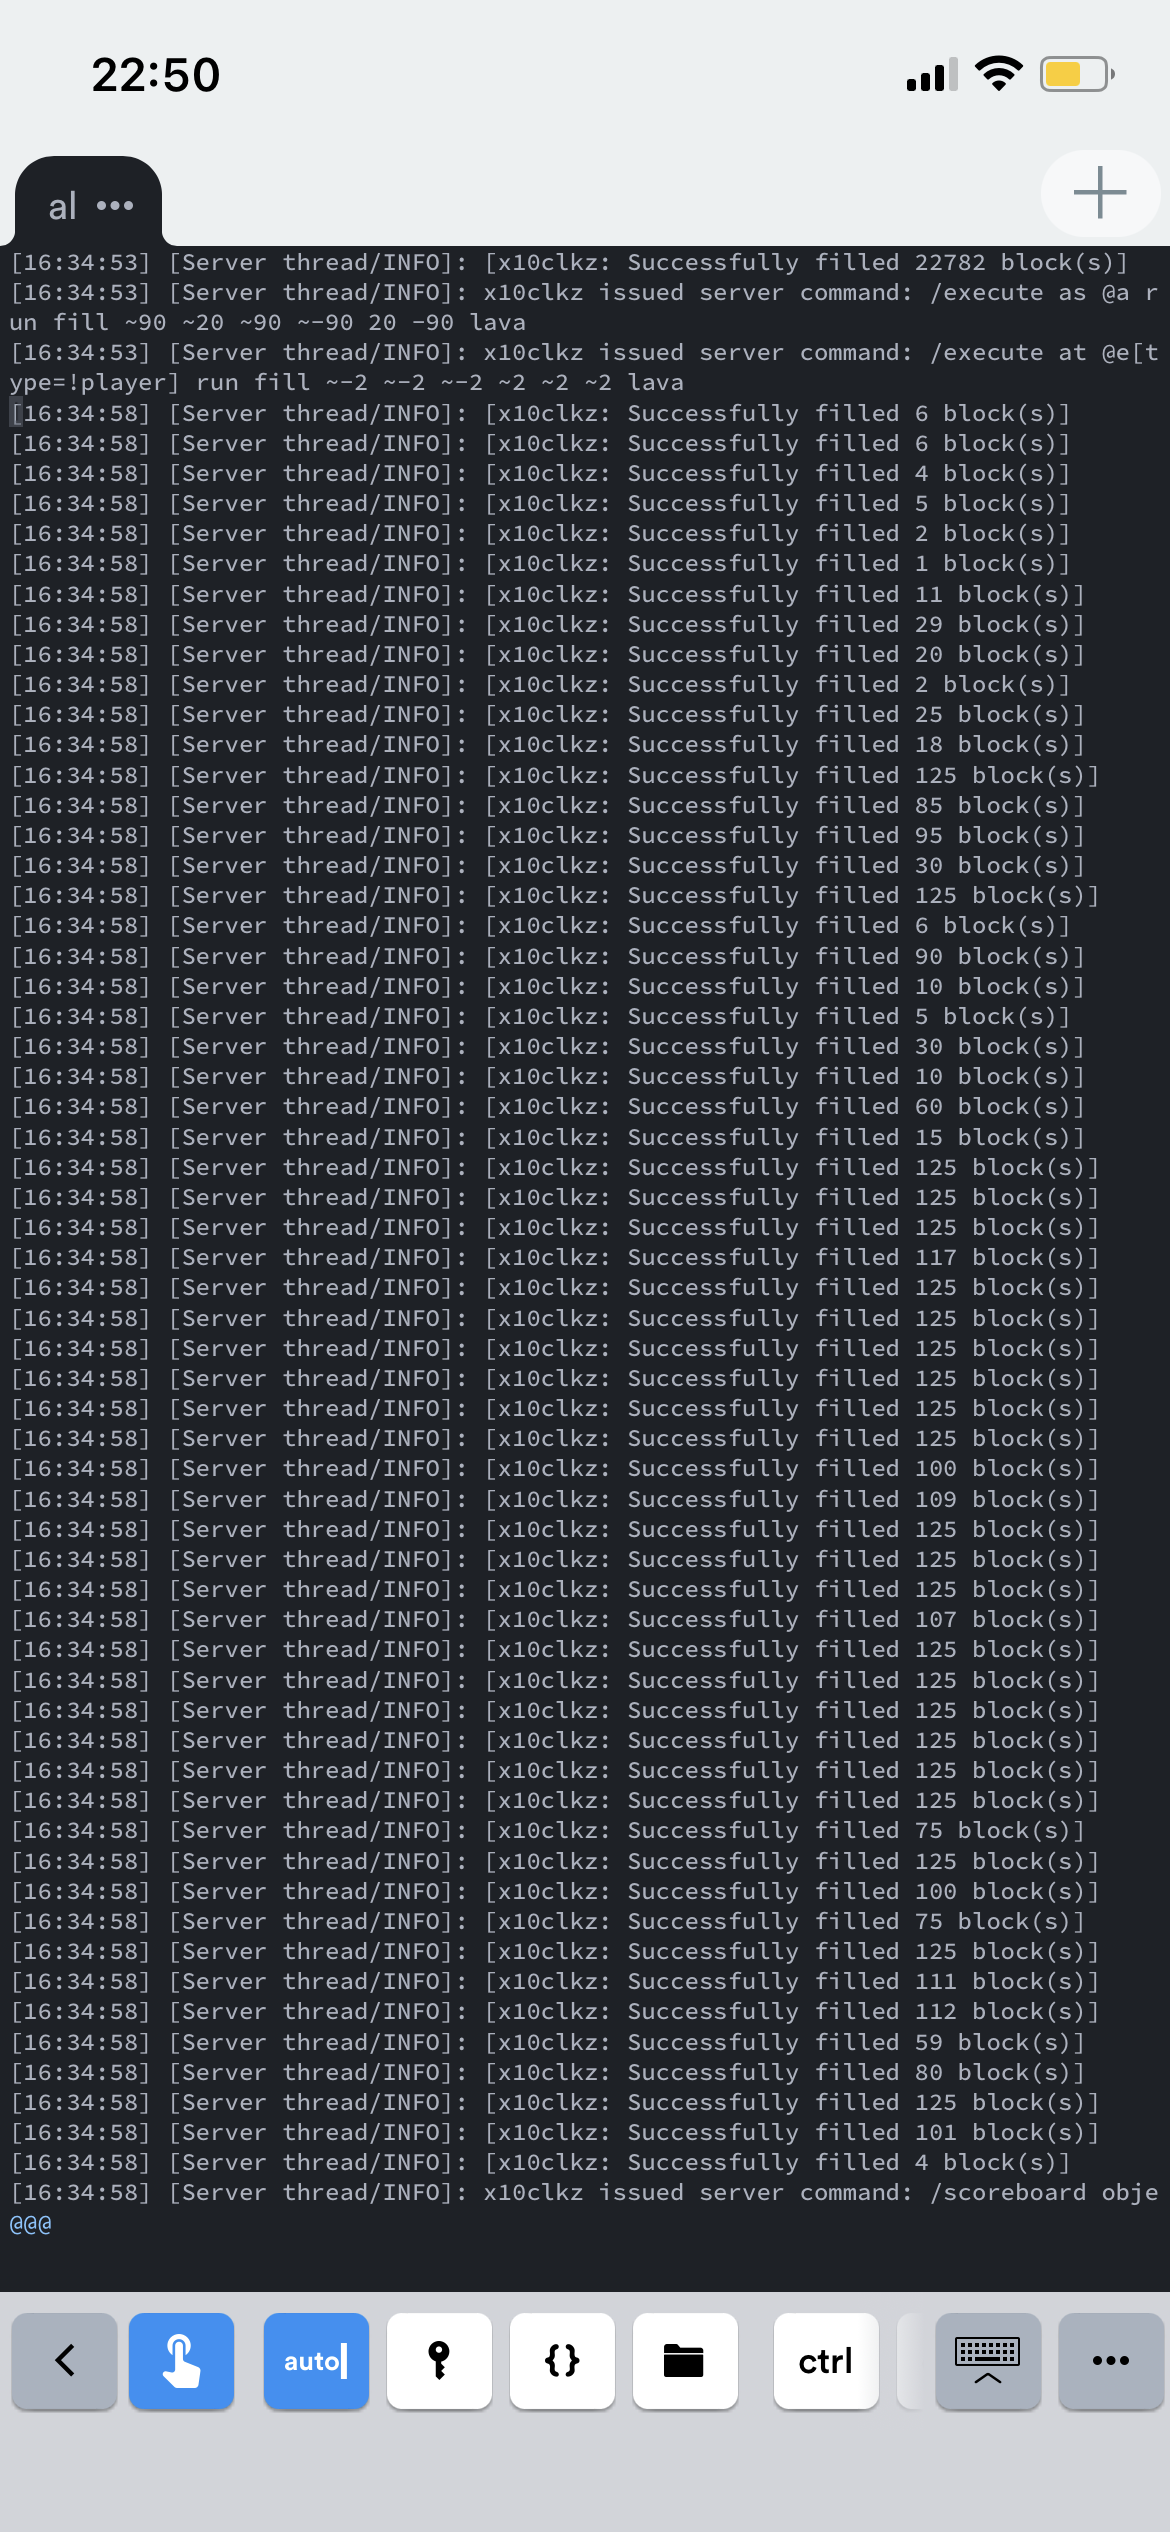 22:50
al •••
[16:34:53] [Server thread/INFO]: [x10clkz: Successfully filled 22782 block(s)]
[16:34:53] [Server thread/INFO]: x10clkz issued server command: /execute as @a r
un fill ~90 ~20 ~90 ~-90 20 -90 lava
[16:34:53] [Server thread/INFO]: x10clkz issued server command: /execute at @e[t
ype=!player] run fill ~-2 ~-2 ~-2 ~2 ~2 ~2 lava
[16:34:58] [Server thread/INFO]: [x10clkz: Successfully filled 6 block(s)]
[16:34:58] [Server thread/INFO]: [x10clkz: Successfully filled 6 block(s)]
[16:34:58] [Server thread/INFO]: [x10clkz: Successfully filled 4 block(s)]
[16:34:58] [Server thread/INFO]: [x10clkz: Successfully filled 5 block(s)]
[16:34:58] [Server thread/INFO]: [x10clkz: Successfully filled 2 block(s)]
[16:34:58] [Server thread/INFO]: [x10clkz: Successfully filled 1 block(s)]
[16:34:58] [Server thread/INFO]: [x10clkz: Successfully filled 11 block(s)]
[16:34:58] [Server thread/INFO]: [x10clkz: Successfully filled 29 block(s)]
[16:34:58] [Server thread/INFO]: [x10clkz: Successfully filled 20 block(s)]
[16:34:58] [Server thread/INFO]: [x10clkz: Successfully filled 2 block(s)]
[16:34:58] [Server thread/INFO]: [x10clkz: Successfully filled 25 block(s)]
[16:34:58] [Server thread/INFO]: [x10clkz: Successfully filled 18 block(s)]
[16:34:58] [Server thread/INFO]: [x10clkz: Successfully filled 125 block(s)]
[16:34:58] [Server thread/INFO]: [x10clkz: Successfully filled 85 block(s)]
[16:34:58] [Server thread/INFO]: [x10clkz: Successfully filled 95 block(s)]
[16:34:58] [Server thread/INFO]: [x10clkz: Successfully filled 30 block(s)]
[16:34:58] [Server thread/INFO]: [x10clkz: Successfully filled 125 block(s)]
[16:34:58] [Server thread/INFO]: [x10clkz: Successfully filled 6 block(s)]
[16:34:58] [Server thread/INFO]: [x10clkz: Successfully filled 90 block(s)]
[16:34:58] [Server thread/INFO]: [x10clkz: Successfully filled 10 block(s)]
[16:34:58] [Server thread/INFO]: [x10clkz: Successfully filled 5 block(s)]
[16:34:58] [Server thread/INFO]: [x10clkz: Successfully filled 30 block(s)]
[16:34:58] [Server thread/INFO]: [x10clkz: Successfully filled 10 block(s)]
[16:34:58] [Server thread/INFO]: [x10clkz: Successfully filled 60 block(s)]
[16:34:58] [Server thread/INFO]: [x10clkz: Successfully filled 15 block(s)]
[16:34:58] [Server thread/INFO]: [x10clkz: Successfully filled 125 block(s)]
[16:34:58] [Server thread/INFO]: [x10clkz: Successfully filled 125 block(s)]
[16:34:58] [Server thread/INFO]: [x10clkz: Successfully filled 125 block(s)]
[16:34:58] [Server thread/INFO]: [x10clkz: Successfully filled 117 block(s)]
[16:34:58] [Server thread/INFO]: [x10clkz: Successfully filled 125 block(s)]
[16:34:58] [Server thread/INFO]: [x10clkz: Successfully filled 125 block(s)]
[16:34:58] [Server thread/INFO]: [x10clkz: Successfully filled 125 block(s)]
[16:34:58] [Server thread/INFO]: [x10clkz: Successfully filled 125 block(s)]
[16:34:58] [Server thread/INFO]: [x10clkz: Successfully filled 125 block(s)]
[16:34:58] [Server thread/INFO]: [x10clkz: Successfully filled 125 block(s)]
[16:34:58] [Server thread/INFO]: [x10clkz: Successfully filled 100 block(s)]
[16:34:58] [Server thread/INFO]: [x10clkz: Successfully filled 109 block(s)]
[16:34:58] [Server thread/INFO]: [x10clkz: Successfully filled 125 block(s)]
[16:34:58] [Server thread/INFO]: [x10clkz: Successfully filled 125 block(s)]
[16:34:58] [Server thread/INFO]: [x10clkz: Successfully filled 125 block(s)]
[16:34:58] [Server thread/INFO]: [x10clkz: Successfully filled 107 block(s)]
[16:34:58] [Server thread/INFO]: [x10clkz: Successfully filled 125 block(s)]
[16:34:58] [Server thread/INFO]: [x10clkz: Successfully filled 125 block(s)]
[16:34:58] [Server thread/INFO]: [x10clkz: Successfully filled 125 block(s)]
[16:34:58] [Server thread/INFO]: [x10clkz: Successfully filled 125 block(s)]
[16:34:58] [Server thread/INFO]: [x10clkz: Successfully filled 125 block(s)]
[16:34:58] [Server thread/INFO]: [x10clkz: Successfully filled 125 block(s)]
[16:34:58] [Server thread/INFO]: [x10clkz: Successfully filled 75 block(s)]
[16:34:58] [Server thread/INFO]: [x10clkz: Successfully filled 125 block(s)]
[16:34:58] [Server thread/INFO]: [x10clkz: Successfully filled 100 block(s)]
[16:34:58] [Server thread/INFO]: [x10clkz: Successfully filled 75 block(s)]
[16:34:58] [Server thread/INFO]: [x10clkz: Successfully filled 125 block(s)]
[16:34:58] [Server thread/INFO]: [x10clkz: Successfully filled 111 block(s)]
[16:34:58] [Server thread/INFO]: [x10clkz: Successfully filled 112 block(s)]
[16:34:58] [Server thread/INFO]: [x10clkz: Successfully filled 59 block(s)]
[16:34:58] [Server thread/INFO]: [x10clkz: Successfully filled 80 block(s)]
[16:34:58] [Server thread/INFO]: [x10clkz: Successfully filled 125 block(s)]
[16:34:58] [Server thread/INFO]: [x10clkz: Successfully filled 101 block(s)]
[16:34:58] [Server thread/INFO]: [x10clkz: Successfully filled 4 block(s)]
[16:34:58] [Server thread/INFO]: x10clkz issued server command: /scoreboard obje
@@@
auto {} ctrl •••